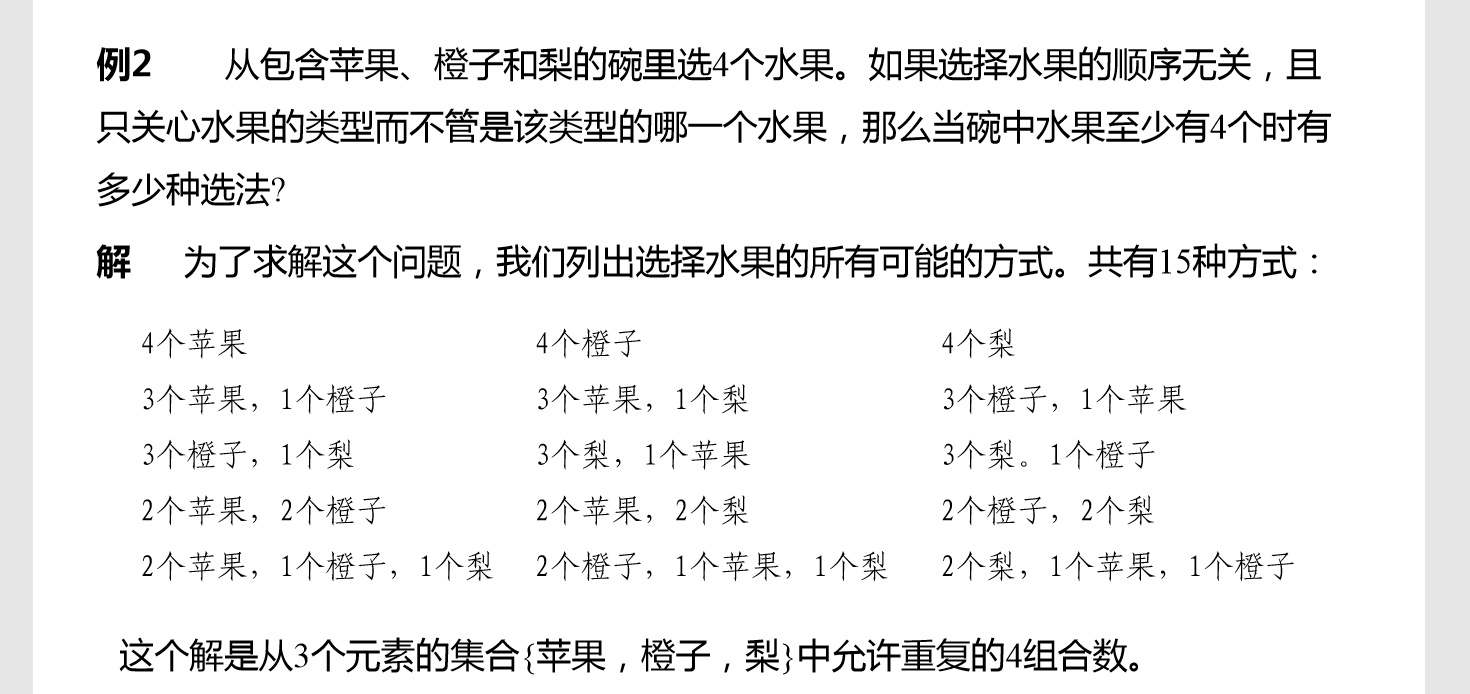 例2 从包含苹果、橙子和梨的碗里选4个水果。如果选择水果的顺序无关，且
只关心水果的类型而不管是该类型的哪一个水果，那么当碗中水果至少有4个时有
多少种选法?
解 为了求解这个问题，我们列出选择水果的所有可能的方式。共有15种方式：
4个苹果 4个橙子 4个梨
3个苹果，1个橙子 3个苹果，1个梨 3个橙子，1个苹果
3个橙子，1个梨 3个梨，1个苹果 3个梨。1个橙子
2个苹果，2个橙子 2个苹果，2个梨 2个橙子，2个梨
2个苹果，1个橙子，1个梨 2个橙子，1个苹果，1个梨 2个梨，1个苹果，1个橙子
这个解是从3个元素的集合{苹果，橙子，梨}中允许重复的4组合数。